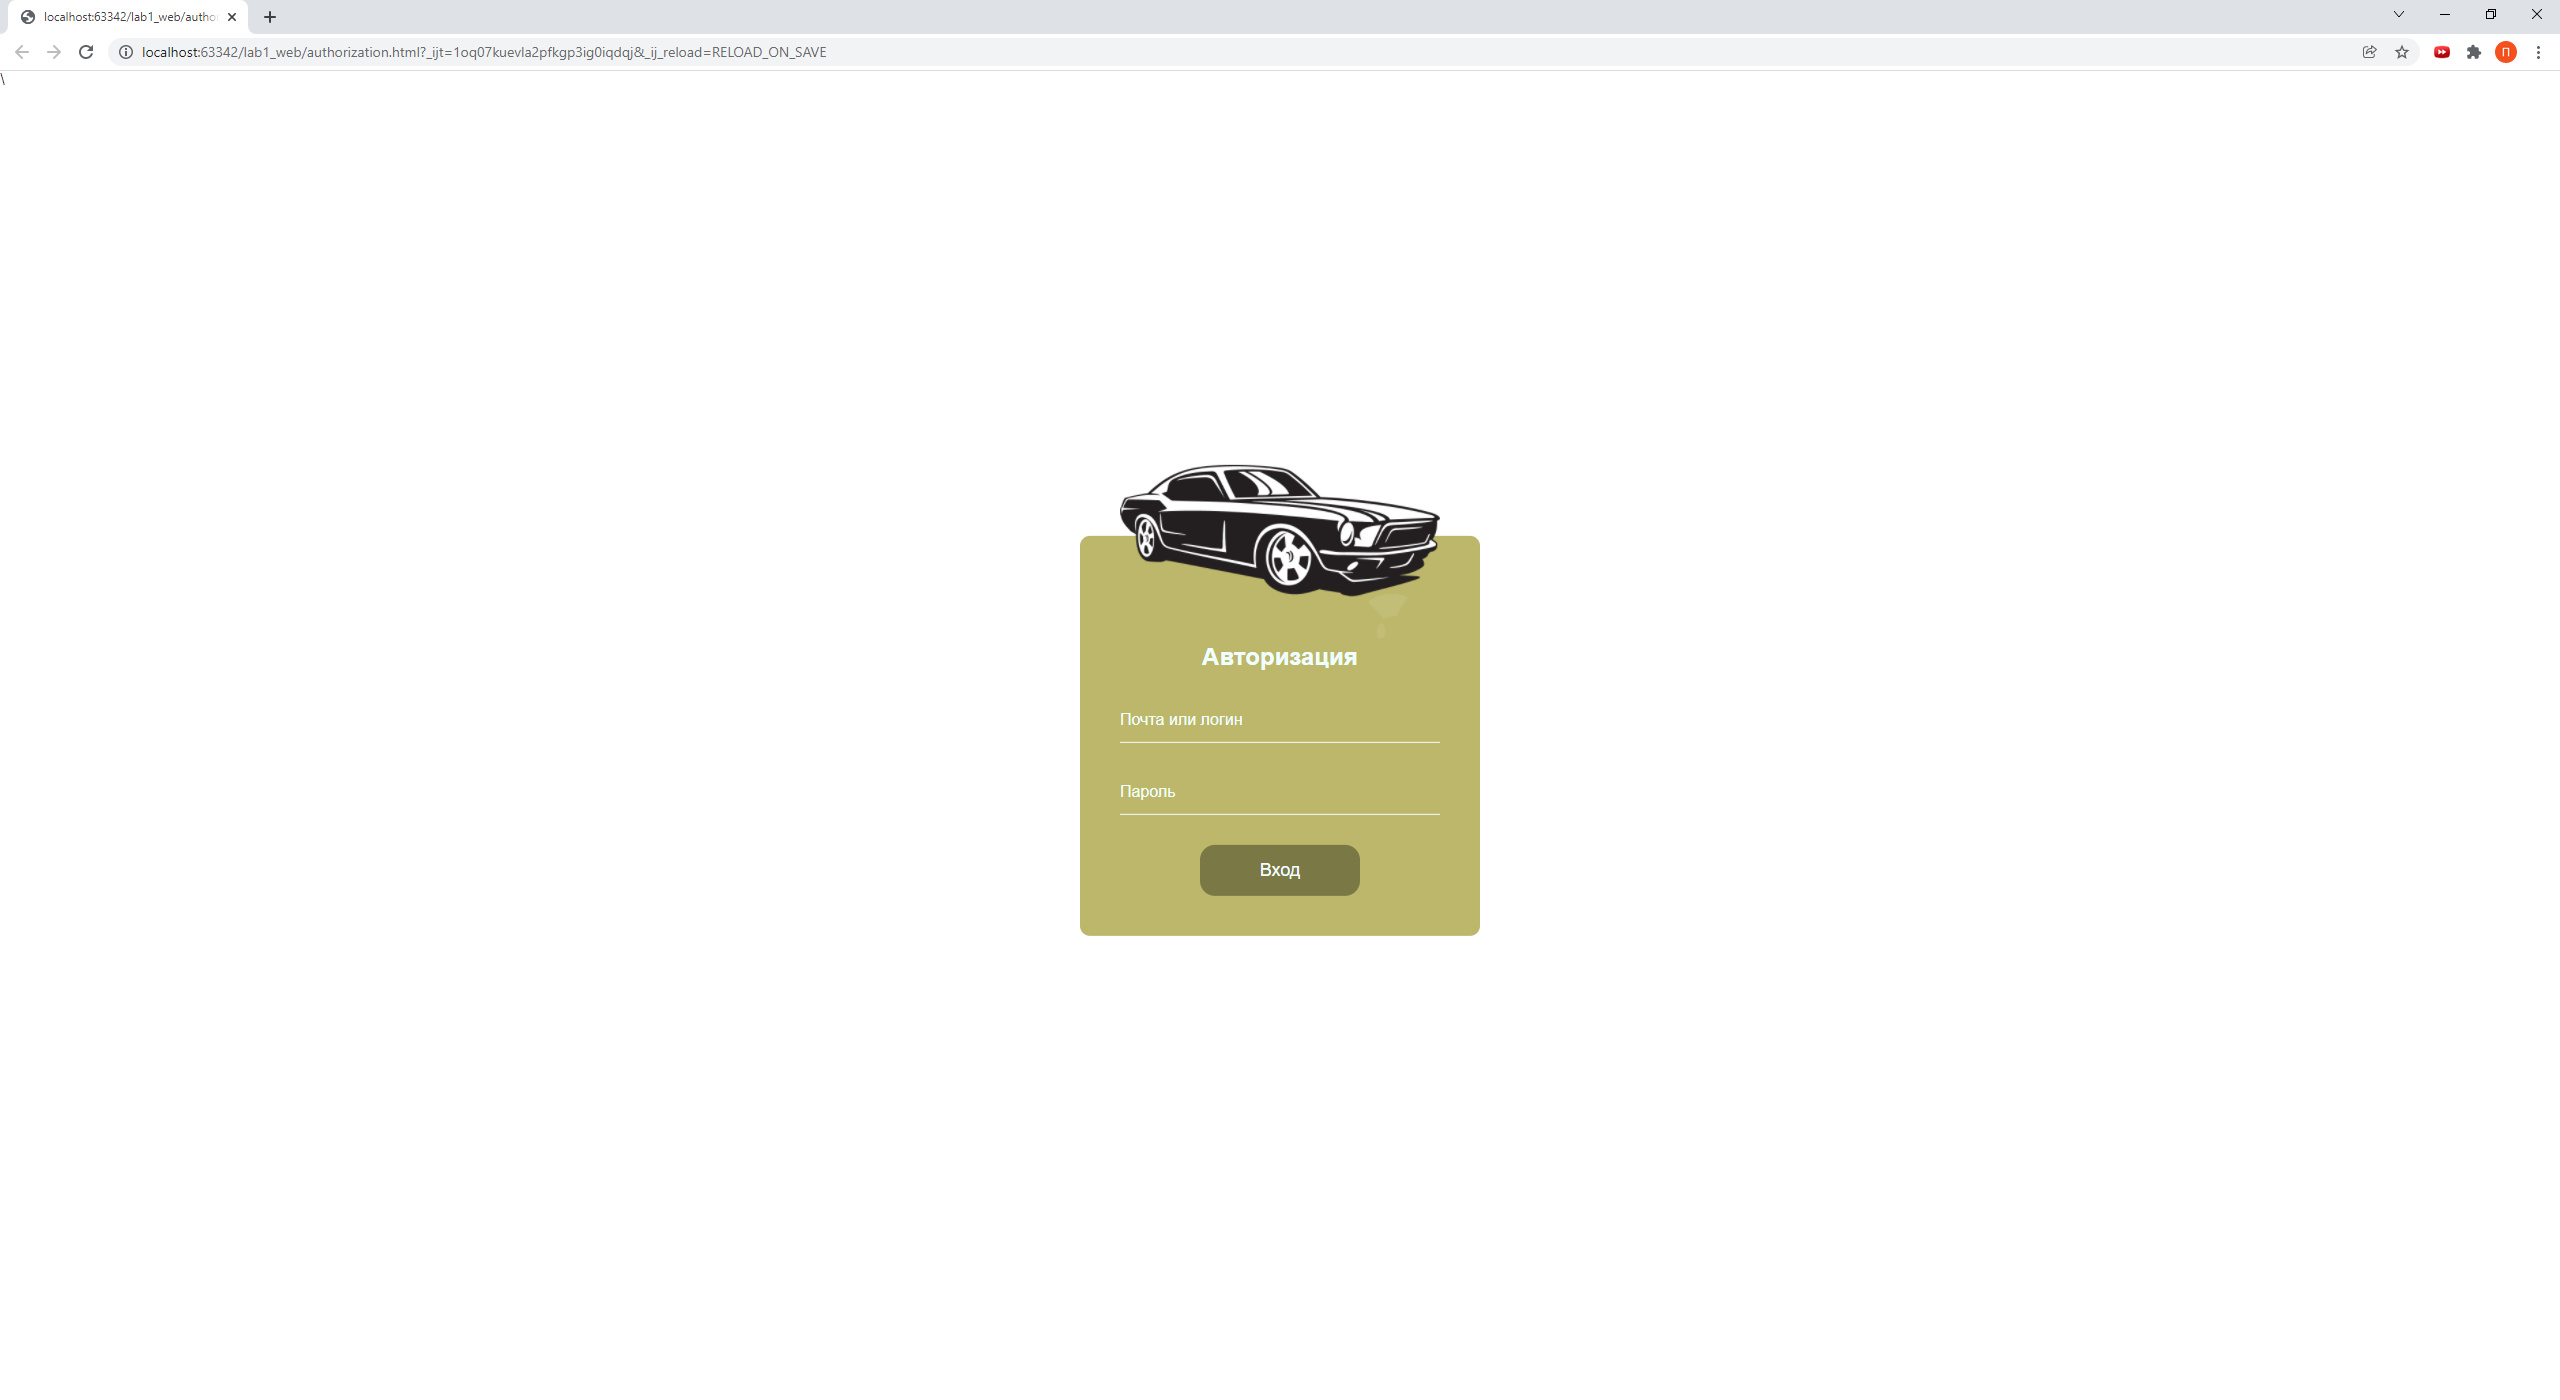 localhost:63342/lab1_web/autho
localhost:63342/lab1_web/authorization.html?_ijt=1oq07kuevla2pfkgp3ig0iqdqj&_ij_reload=RELOAD_ON_SAVE
П
\
Авторизация
Почта или логин
Пароль
Вход